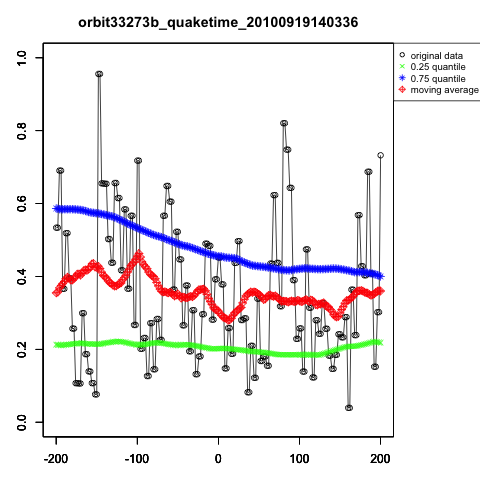 orbit33273b_quaketime_20100919140336
original data
0.25 quantile
0.75 quantile
moving average
1.0
0.8
0.6
0.4
0.2
0.0
-200 -100 0 100 200